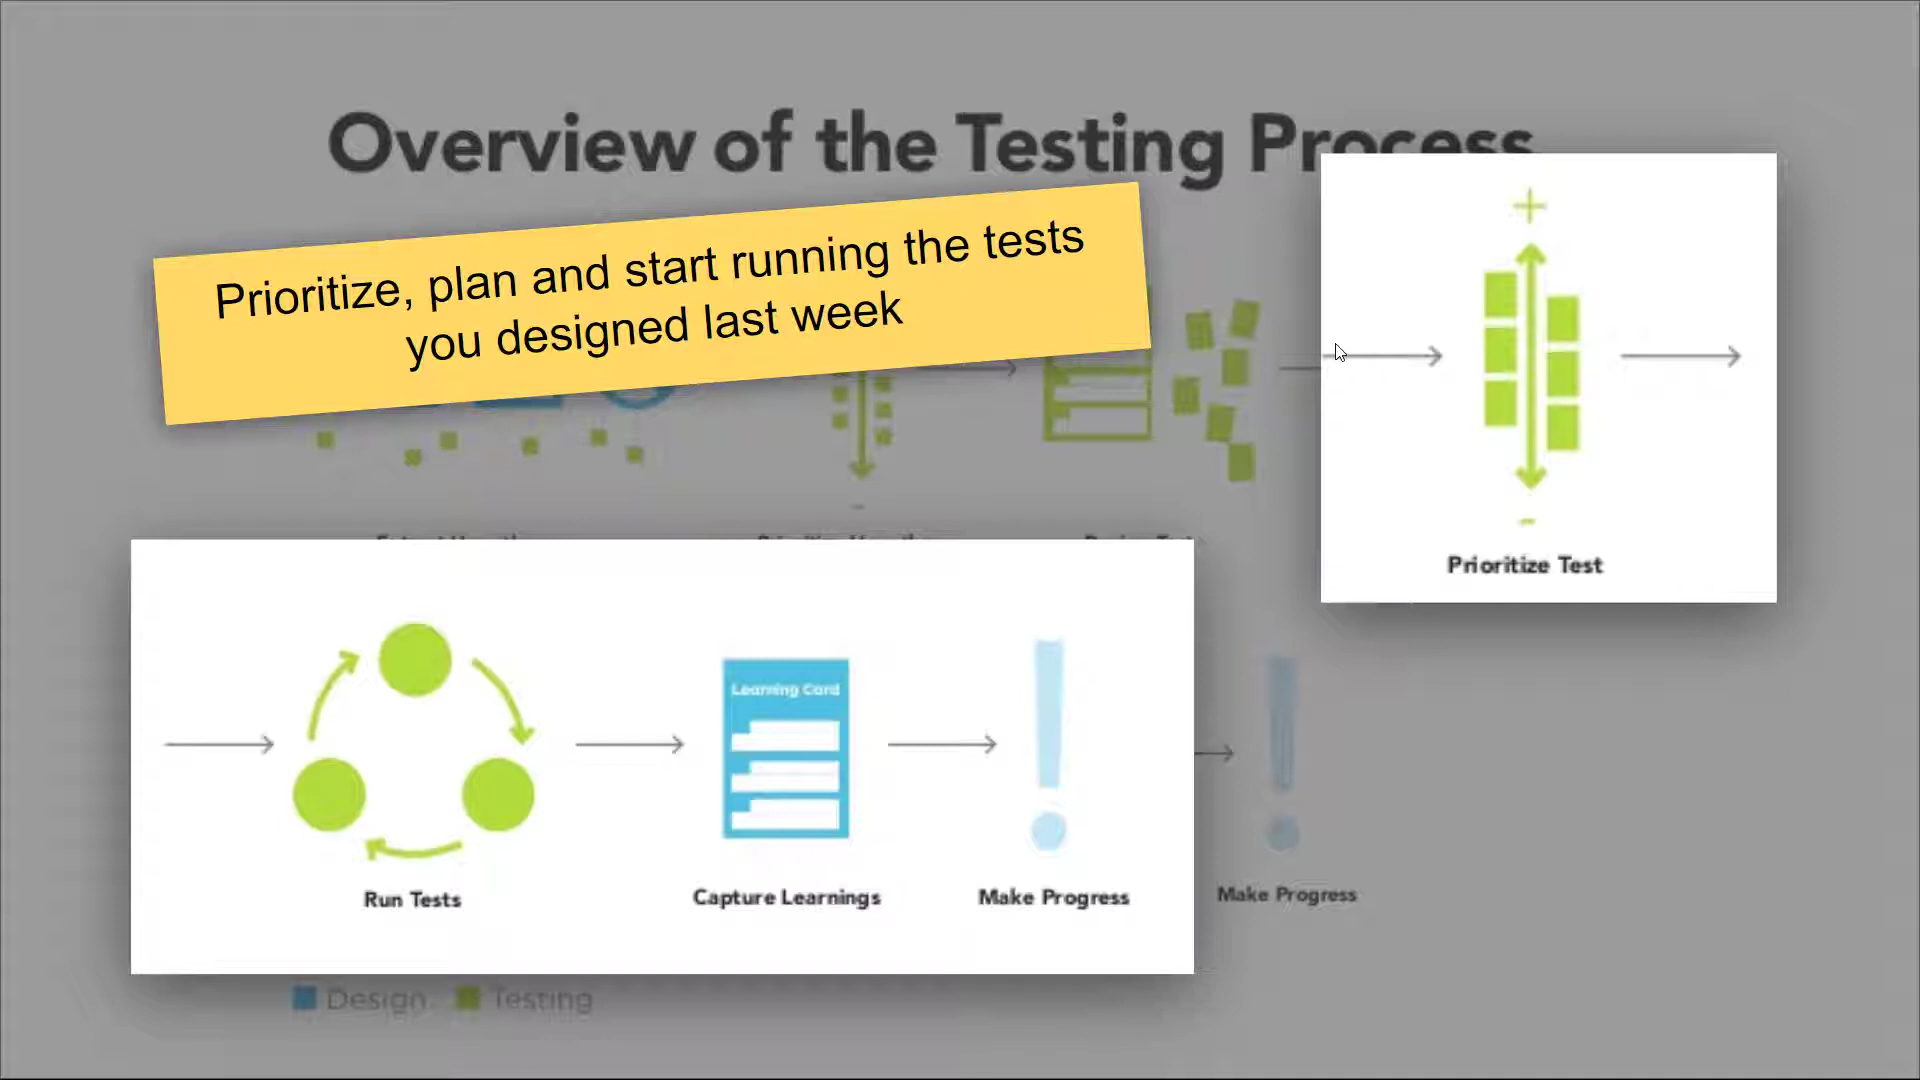 Overview of the Testing Process
Prioritize, plan and start running the tests
you designed last week
+
-
Prioritize Test
Learning Card
Run Tests
Capture Learnings
Make Progress
Make Progress
Design
Testing